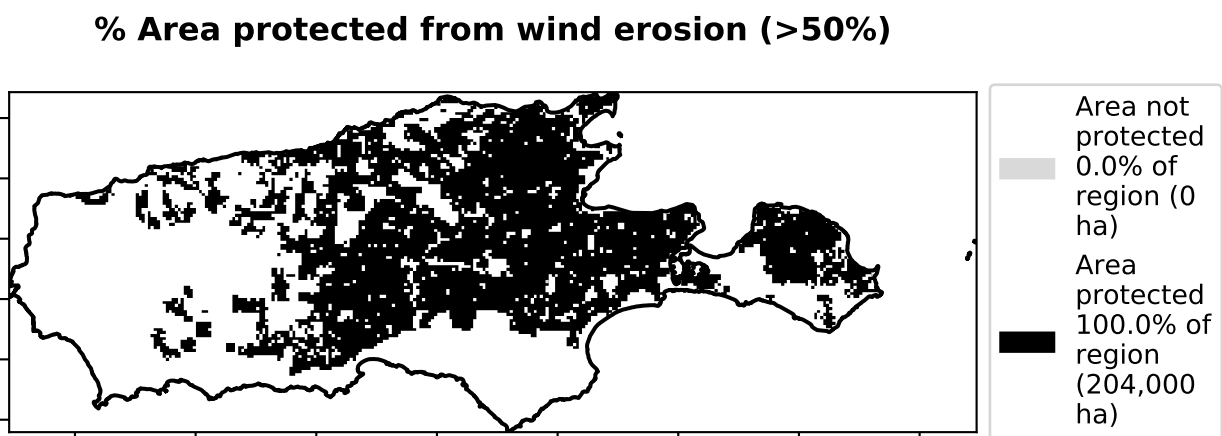 % Area protected from wind erosion (>50%)
Area not
protected
0.0% of
region (0
ha)
Area
protected
100.0% of
region
(204,000
ha)